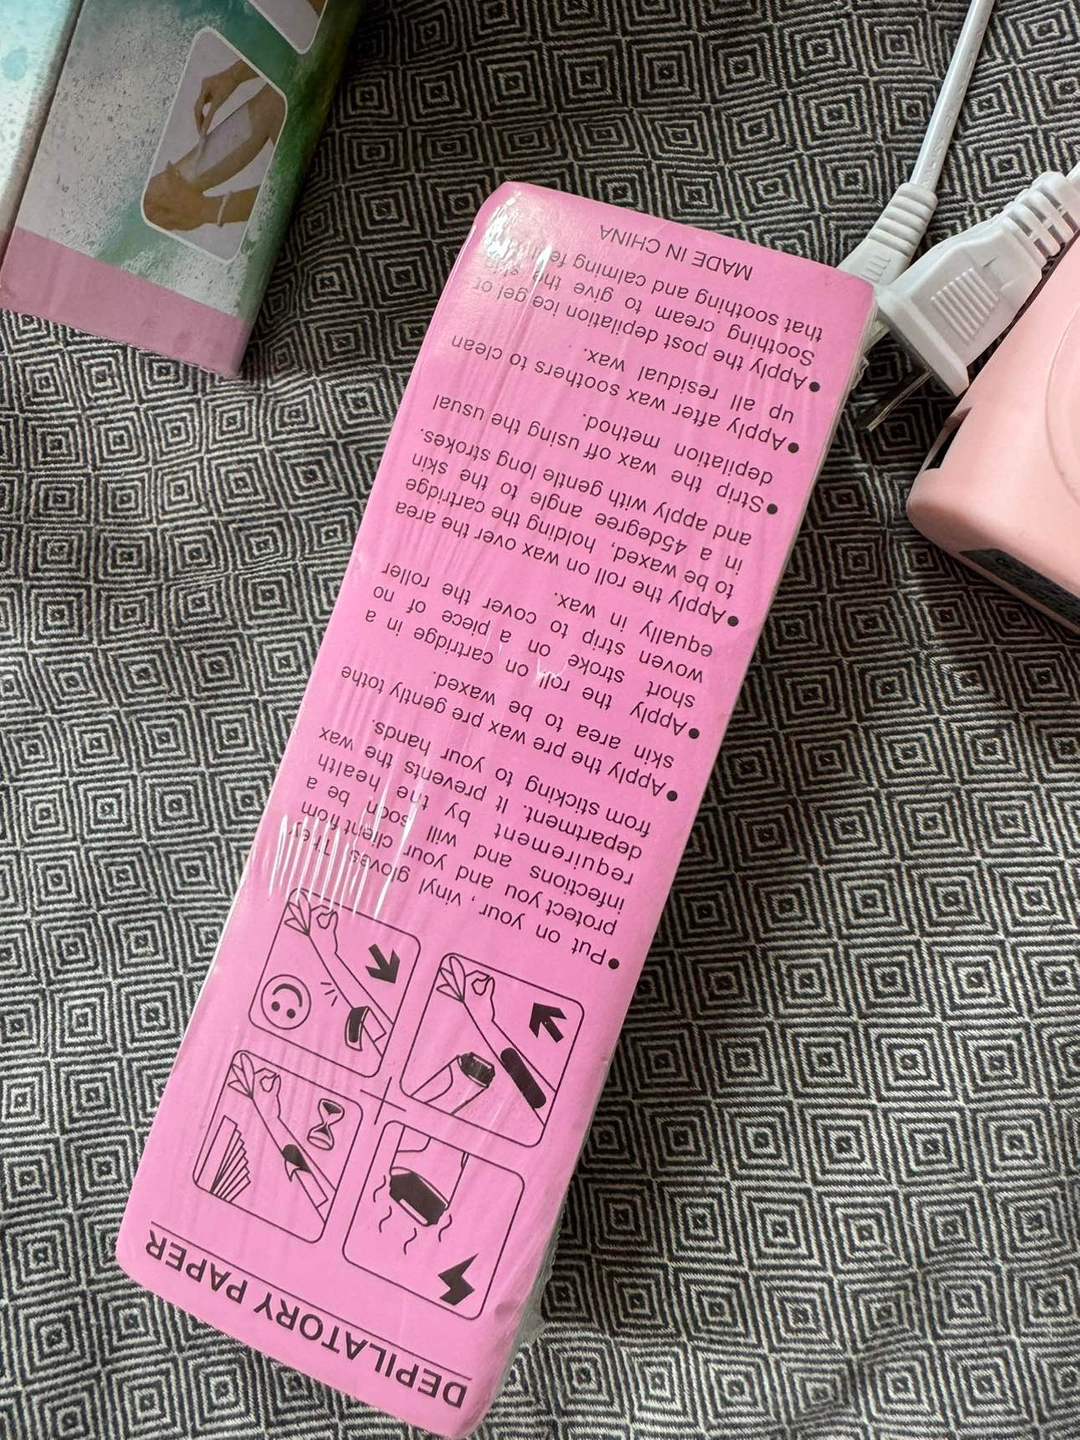 DEPILATORY PAPER
•Put on your, vinyl gloves. They
protect you and your client from
infections and will soon be a
requirement by the health
department. It prevents the wax
from sticking to your hands.
•Apply the pre wax pre gently tothe
skin area to be waxed.
•Apply the roll on cartridge in a
short stroke on a piece of no
woven strip to cover the roller
equally in wax.
•Apply the roll on wax over the area
to be waxed, holding the cartridge
in a 45degree angle to the skin
and apply with gentle long strokes.
•Strip the wax off using the usual
depilation method.
•Apply after wax soothers to clean
up all residual wax.
•Apply the post depilation ice gel or
Soothing cream to give the skin
that soothing and calming
MADE IN CHINA